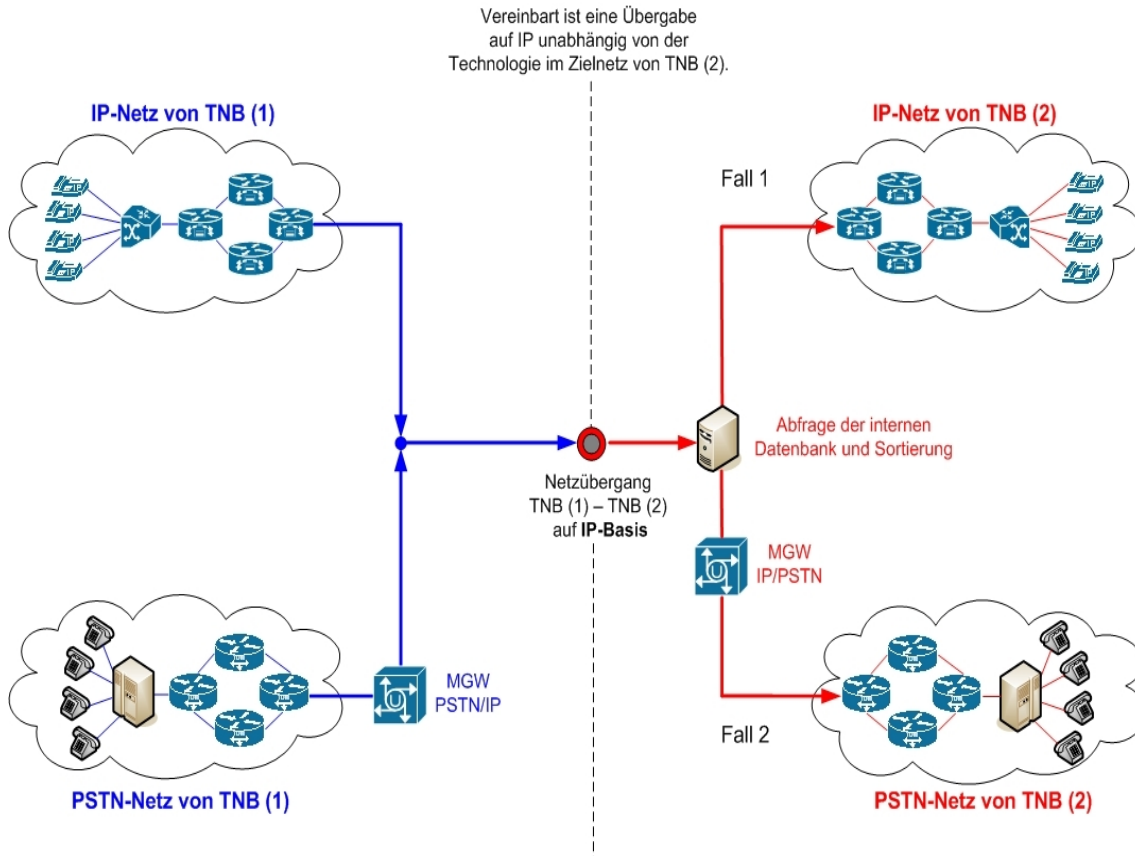 Vereinbart ist eine Übergabe
auf IP unabhängig von der
Technologie im Zielnetz von TNB (2).
IP-Netz von TNB (1)
IP-Netz von TNB (2)
Fall 1
Abfrage der internen
Datenbank und Sortierung
Netzübergang
TNB (1) – TNB (2)
auf IP-Basis
MGW
IP/PSTN
MGW
PSTN/IP
U
U
Fall 2
PSTN-Netz von TNB (1)
PSTN-Netz von TNB (2)